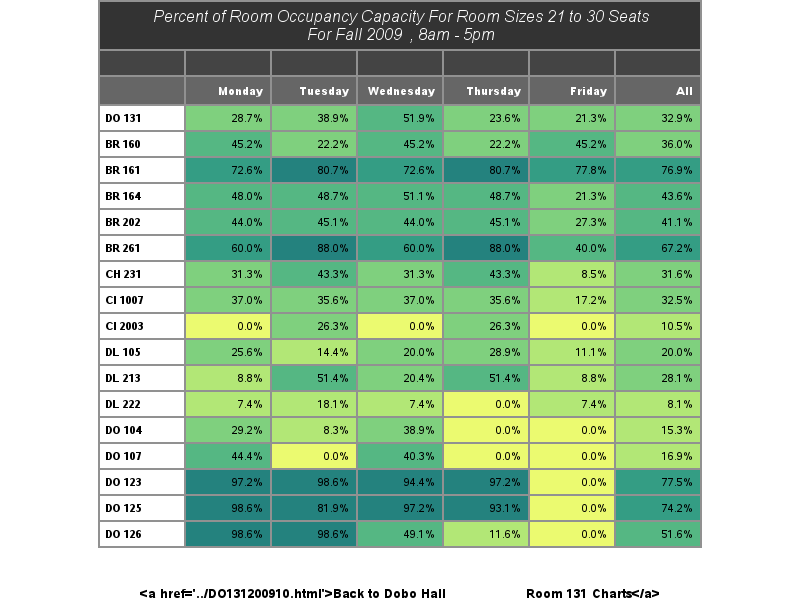 Percent of Room Occupancy Capacity For Room Sizes 21 to 30 Seats
For Fall 2009 , 8am - 5pm
Monday Tuesday Wednesday Thursday Friday All
DO 131 28.7% 38.9% 51.9% 23.6% 21.3% 32.9%
BR 160 45.2% 22.2% 45.2% 22.2% 45.2% 36.0%
BR 161 72.6% 80.7% 72.6% 80.7% 77.8% 76.9%
BR 164 48.0% 48.7% 51.1% 48.7% 21.3% 43.6%
BR 202 44.0% 45.1% 44.0% 45.1% 27.3% 41.1%
BR 261 60.0% 88.0% 60.0% 88.0% 40.0% 67.2%
CH 231 31.3% 43.3% 31.3% 43.3% 8.5% 31.6%
CI 1007 37.0% 35.6% 37.0% 35.6% 17.2% 32.5%
CI 2003 0.0% 26.3% 0.0% 26.3% 0.0% 10.5%
DL 105 25.6% 14.4% 20.0% 28.9% 11.1% 20.0%
DL 213 8.8% 51.4% 20.4% 51.4% 8.8% 28.1%
DL 222 7.4% 18.1% 7.4% 0.0% 7.4% 8.1%
DO 104 29.2% 8.3% 38.9% 0.0% 0.0% 15.3%
DO 107 44.4% 0.0% 40.3% 0.0% 0.0% 16.9%
DO 123 97.2% 98.6% 94.4% 97.2% 0.0% 77.5%
DO 125 98.6% 81.9% 97.2% 93.1% 0.0% 74.2%
DO 126 98.6% 98.6% 49.1% 11.6% 0.0% 51.6%
<a href='../DO131200910.html'>Back to Dobo Hall Room 131 Charts</a>